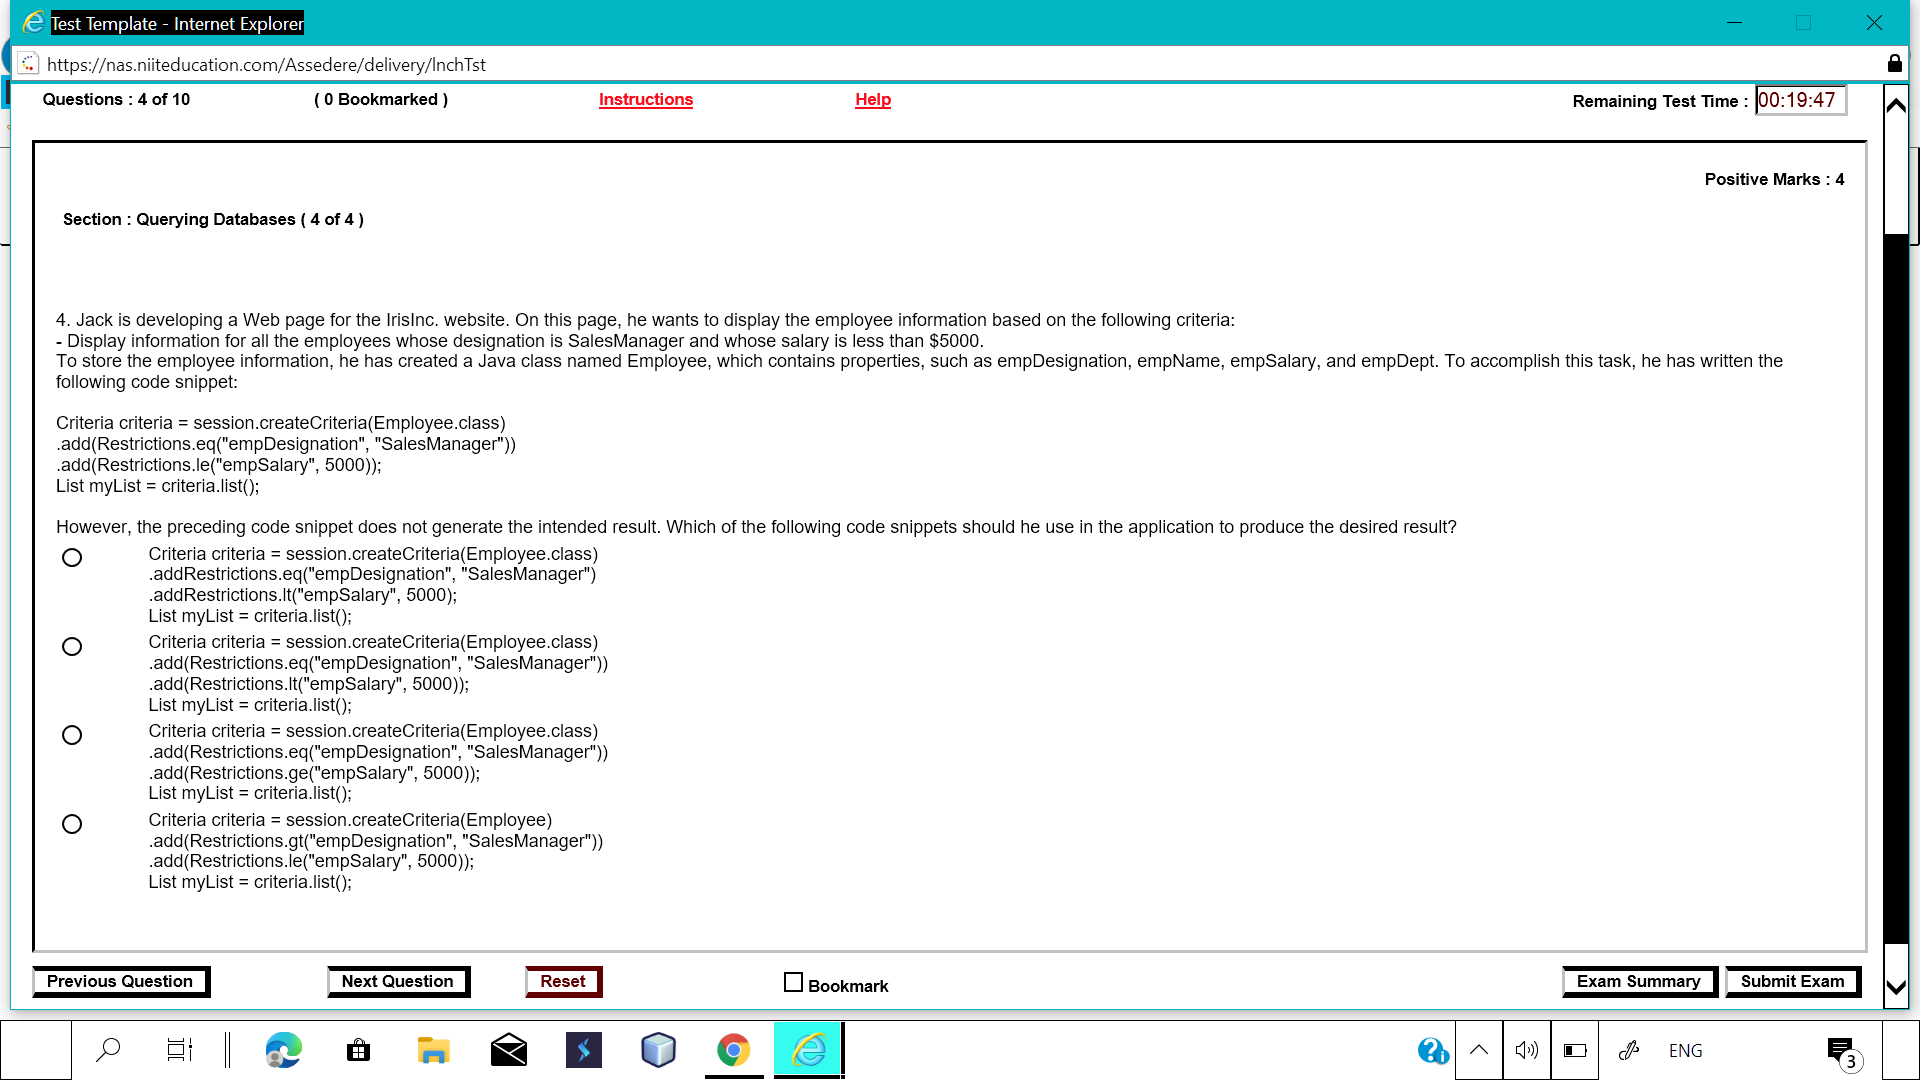 Test Template - Internet Explorer
https://nas.niiteducation.com/Assedere/delivery/lnchTst
Questions : 4 of 10 ( 0 Bookmarked ) Instructions Help Remaining Test Time : 00:19:47
Positive Marks : 4
Section : Querying Databases ( 4 of 4 )
4. Jack is developing a Web page for the IrisInc. website. On this page, he wants to display the employee information based on the following criteria:
- Display information for all the employees whose designation is SalesManager and whose salary is less than $5000.
To store the employee information, he has created a Java class named Employee, which contains properties, such as empDesignation, empName, empSalary, and empDept. To accomplish this task, he has written the
following code snippet:
Criteria criteria = session.createCriteria(Employee.class)
.add(Restrictions.eq("empDesignation", "SalesManager"))
.add(Restrictions.le("empSalary", 5000));
List myList = criteria.list();
However, the preceding code snippet does not generate the intended result. Which of the following code snippets should he use in the application to produce the desired result?
Criteria criteria = session.createCriteria(Employee.class)
.addRestrictions.eq("empDesignation", "SalesManager")
.addRestrictions.lt("empSalary", 5000);
List myList = criteria.list();
Criteria criteria = session.createCriteria(Employee.class)
.add(Restrictions.eq("empDesignation", "SalesManager"))
.add(Restrictions.lt("empSalary", 5000));
List myList = criteria.list();
Criteria criteria = session.createCriteria(Employee.class)
.add(Restrictions.eq("empDesignation", "SalesManager"))
.add(Restrictions.ge("empSalary", 5000));
List myList = criteria.list();
Criteria criteria = session.createCriteria(Employee)
.add(Restrictions.gt("empDesignation", "SalesManager"))
.add(Restrictions.le("empSalary", 5000));
List myList = criteria.list();
Previous Question Next Question Reset Bookmark Exam Summary Submit Exam
ENG 3